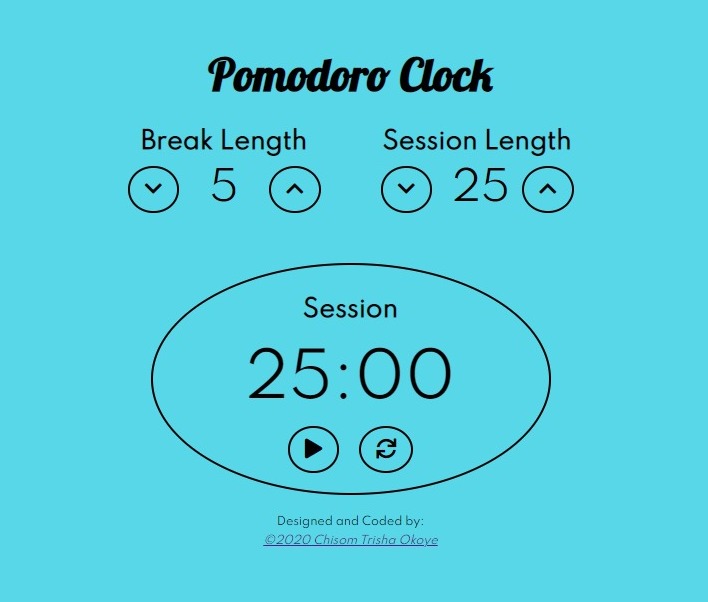 Pomodoro Clock
Break Length
5
Session Length
25
Session
25:00
Designed and Coded by:
©2020 Chisom Trisha Okoye